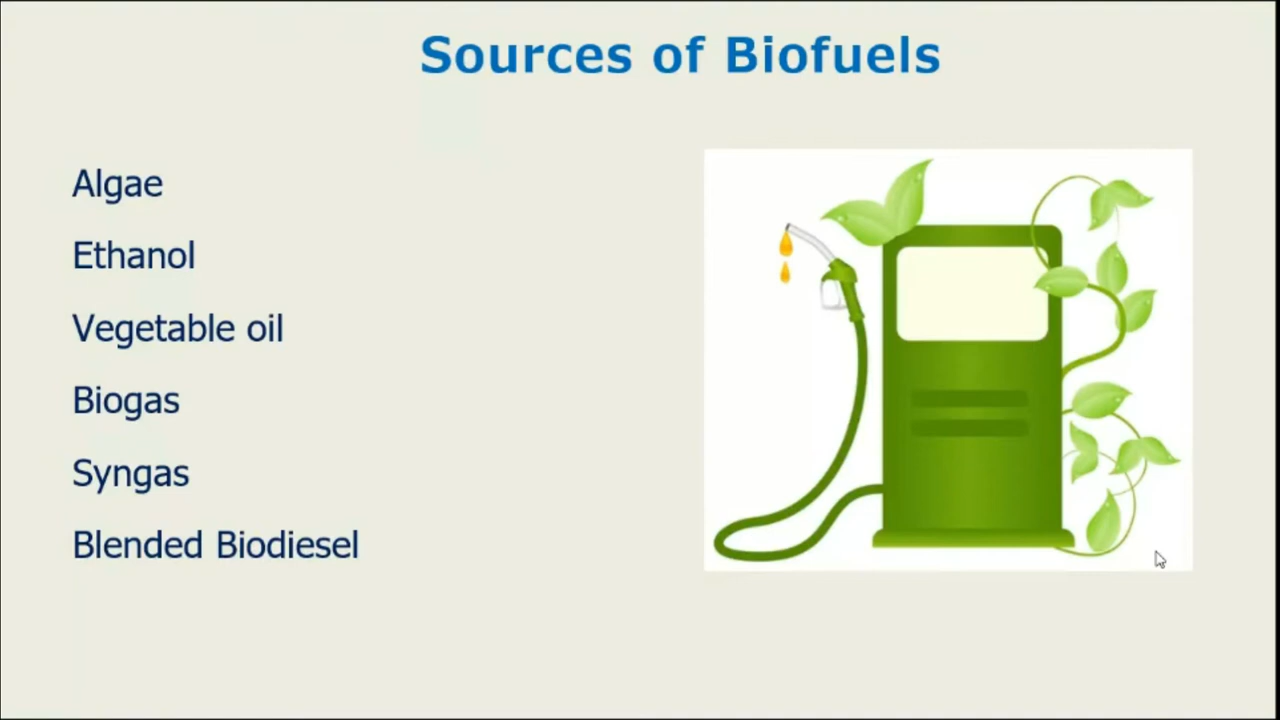 Sources of Biofuels
Algae
Ethanol
Vegetable oil
Biogas
Syngas
Blended Biodiesel